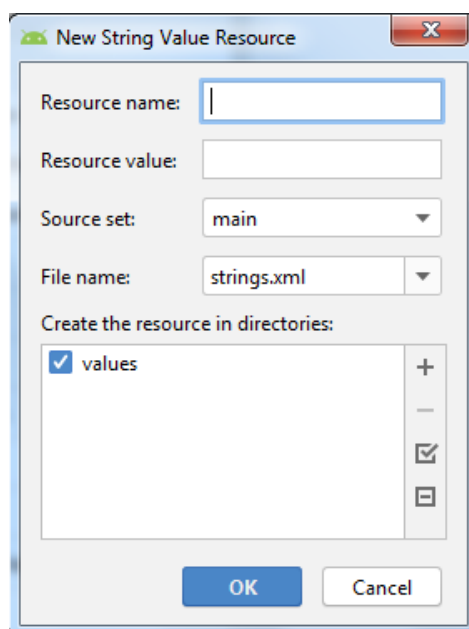 New String Value Resource
Resource name:
Resource value:
Source set: main
File name: strings.xml
Create the resource in directories:
values
OK Cancel